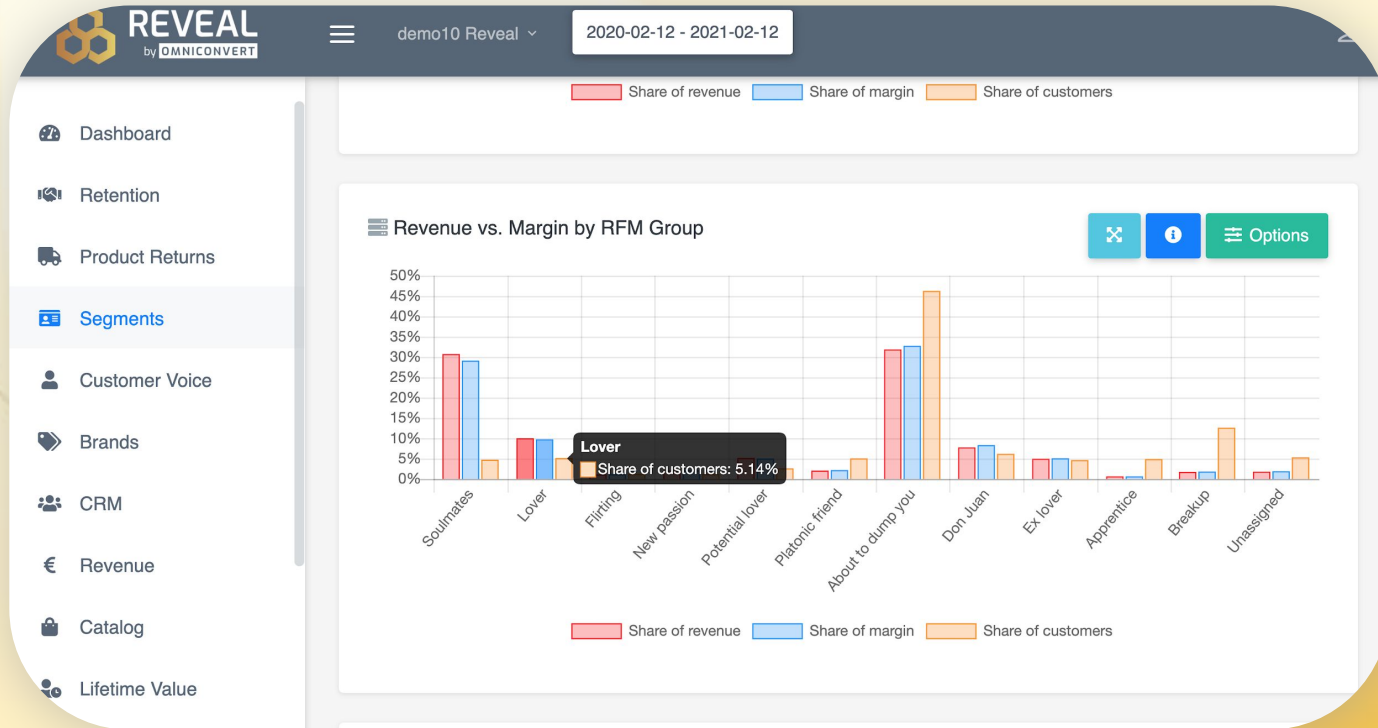 REVEAL
by OMNICONVERT
demo10 Reveal
2020-02-12 - 2021-02-12
Dashboard
Retention
Product Returns
Segments
Customer Voice
Brands
CRM
Revenue
Catalog
Lifetime Value
Share of revenue Share of margin Share of customers
Revenue vs. Margin by RFM Group
Options
50%
45%
40%
35%
30%
25%
20%
15%
10%
5%
0%
Lover
Share of customers: 5.14%
Soulmates
Lover
Flirting
New passion
Potential lover
Platonic friend
About to dump you
Don Juan
Ex lover
Apprentice
Breakup
Unassigned
Share of revenue Share of margin Share of customers